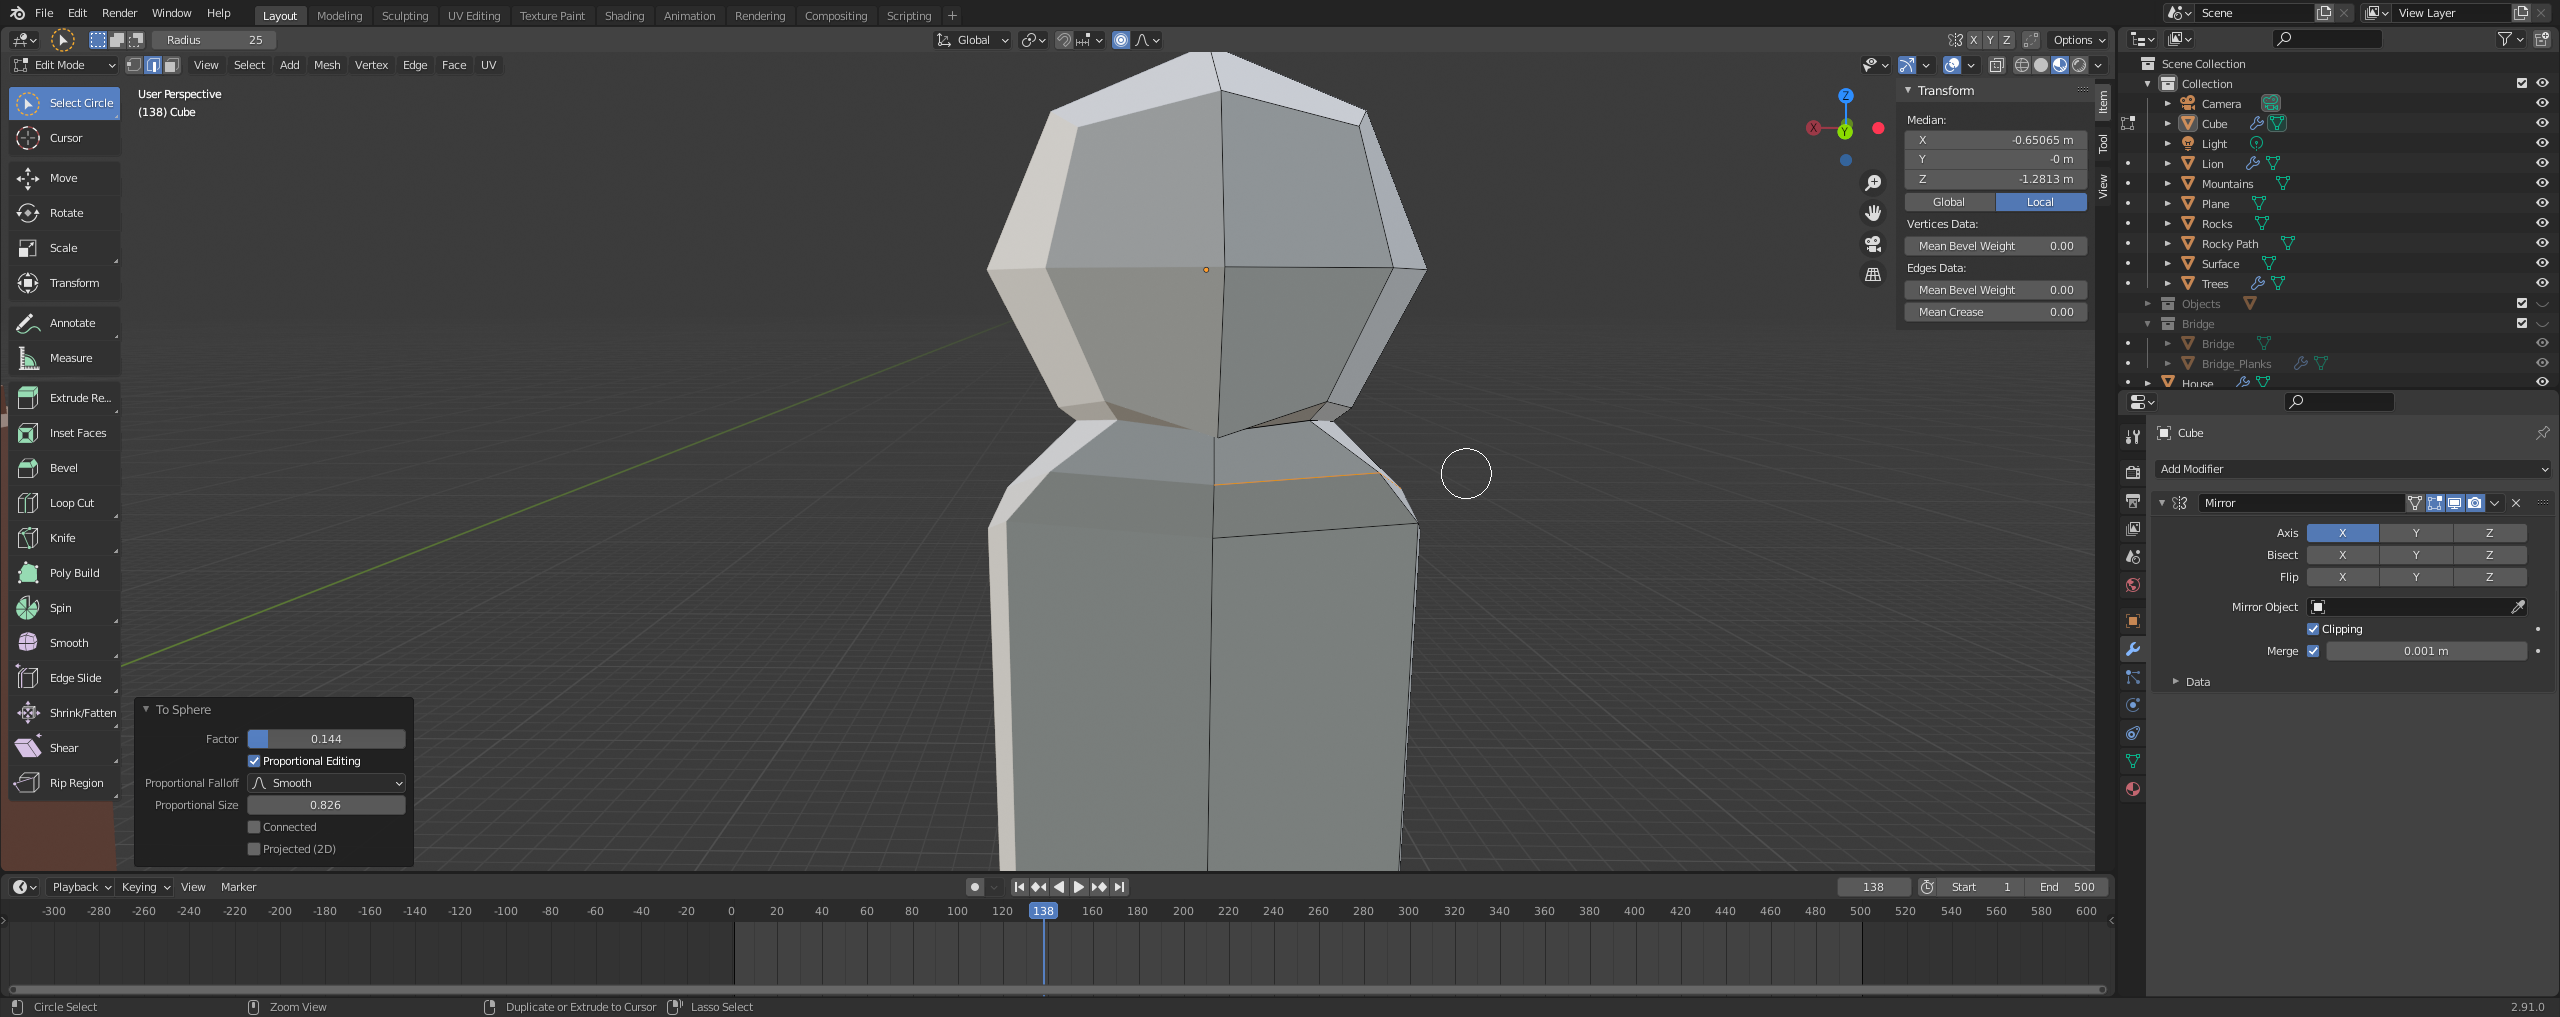 File Edit Render Window Help Layout Modeling Sculpting UV Editing Texture Paint Shading Animation Rendering Compositing Scripting + Scene View Layer
Radius 25 Global X Y Z Options
Edit Mode View Select Add Mesh Vertex Edge Face UV
User Perspective
(138) Cube
Select Circle
Cursor
Move
Rotate
Scale
Transform
Annotate
Measure
Extrude Re...
Inset Faces
Bevel
Loop Cut
Knife
Poly Build
Spin
Smooth
Edge Slide
Shrink/Fatten
Shear
Rip Region
To Sphere
Factor 0.144
Proportional Editing
Proportional Falloff Smooth
Proportional Size 0.826
Connected
Projected (2D)
Z
X
Y
Transform
Median:
X -0.65065 m
Y -0 m
Z -1.2813 m
Global Local
Vertices Data:
Mean Bevel Weight 0.00
Edges Data:
Mean Bevel Weight 0.00
Mean Crease 0.00
Item
Tool
View
Scene Collection
Collection
Camera
Cube
Light
Lion
Mountains
Plane
Rocks
Rocky Path
Surface
Trees
Objects
Bridge
Bridge
Bridge_Planks
House
Cube
Add Modifier
Mirror
Axis X Y Z
Bisect X Y Z
Flip X Y Z
Mirror Object
Clipping
Merge 0.001 m
Data
Playback Keying View Marker 138 Start 1 End 500
-300 -280 -260 -240 -220 -200 -180 -160 -140 -120 -100 -80 -60 -40 -20 0 20 40 60 80 100 120 138 160 180 200 220 240 260 280 300 320 340 360 380 400 420 440 460 480 500 520 540 560 580 600
Circle Select Zoom View Duplicate or Extrude to Cursor Lasso Select 2.91.0